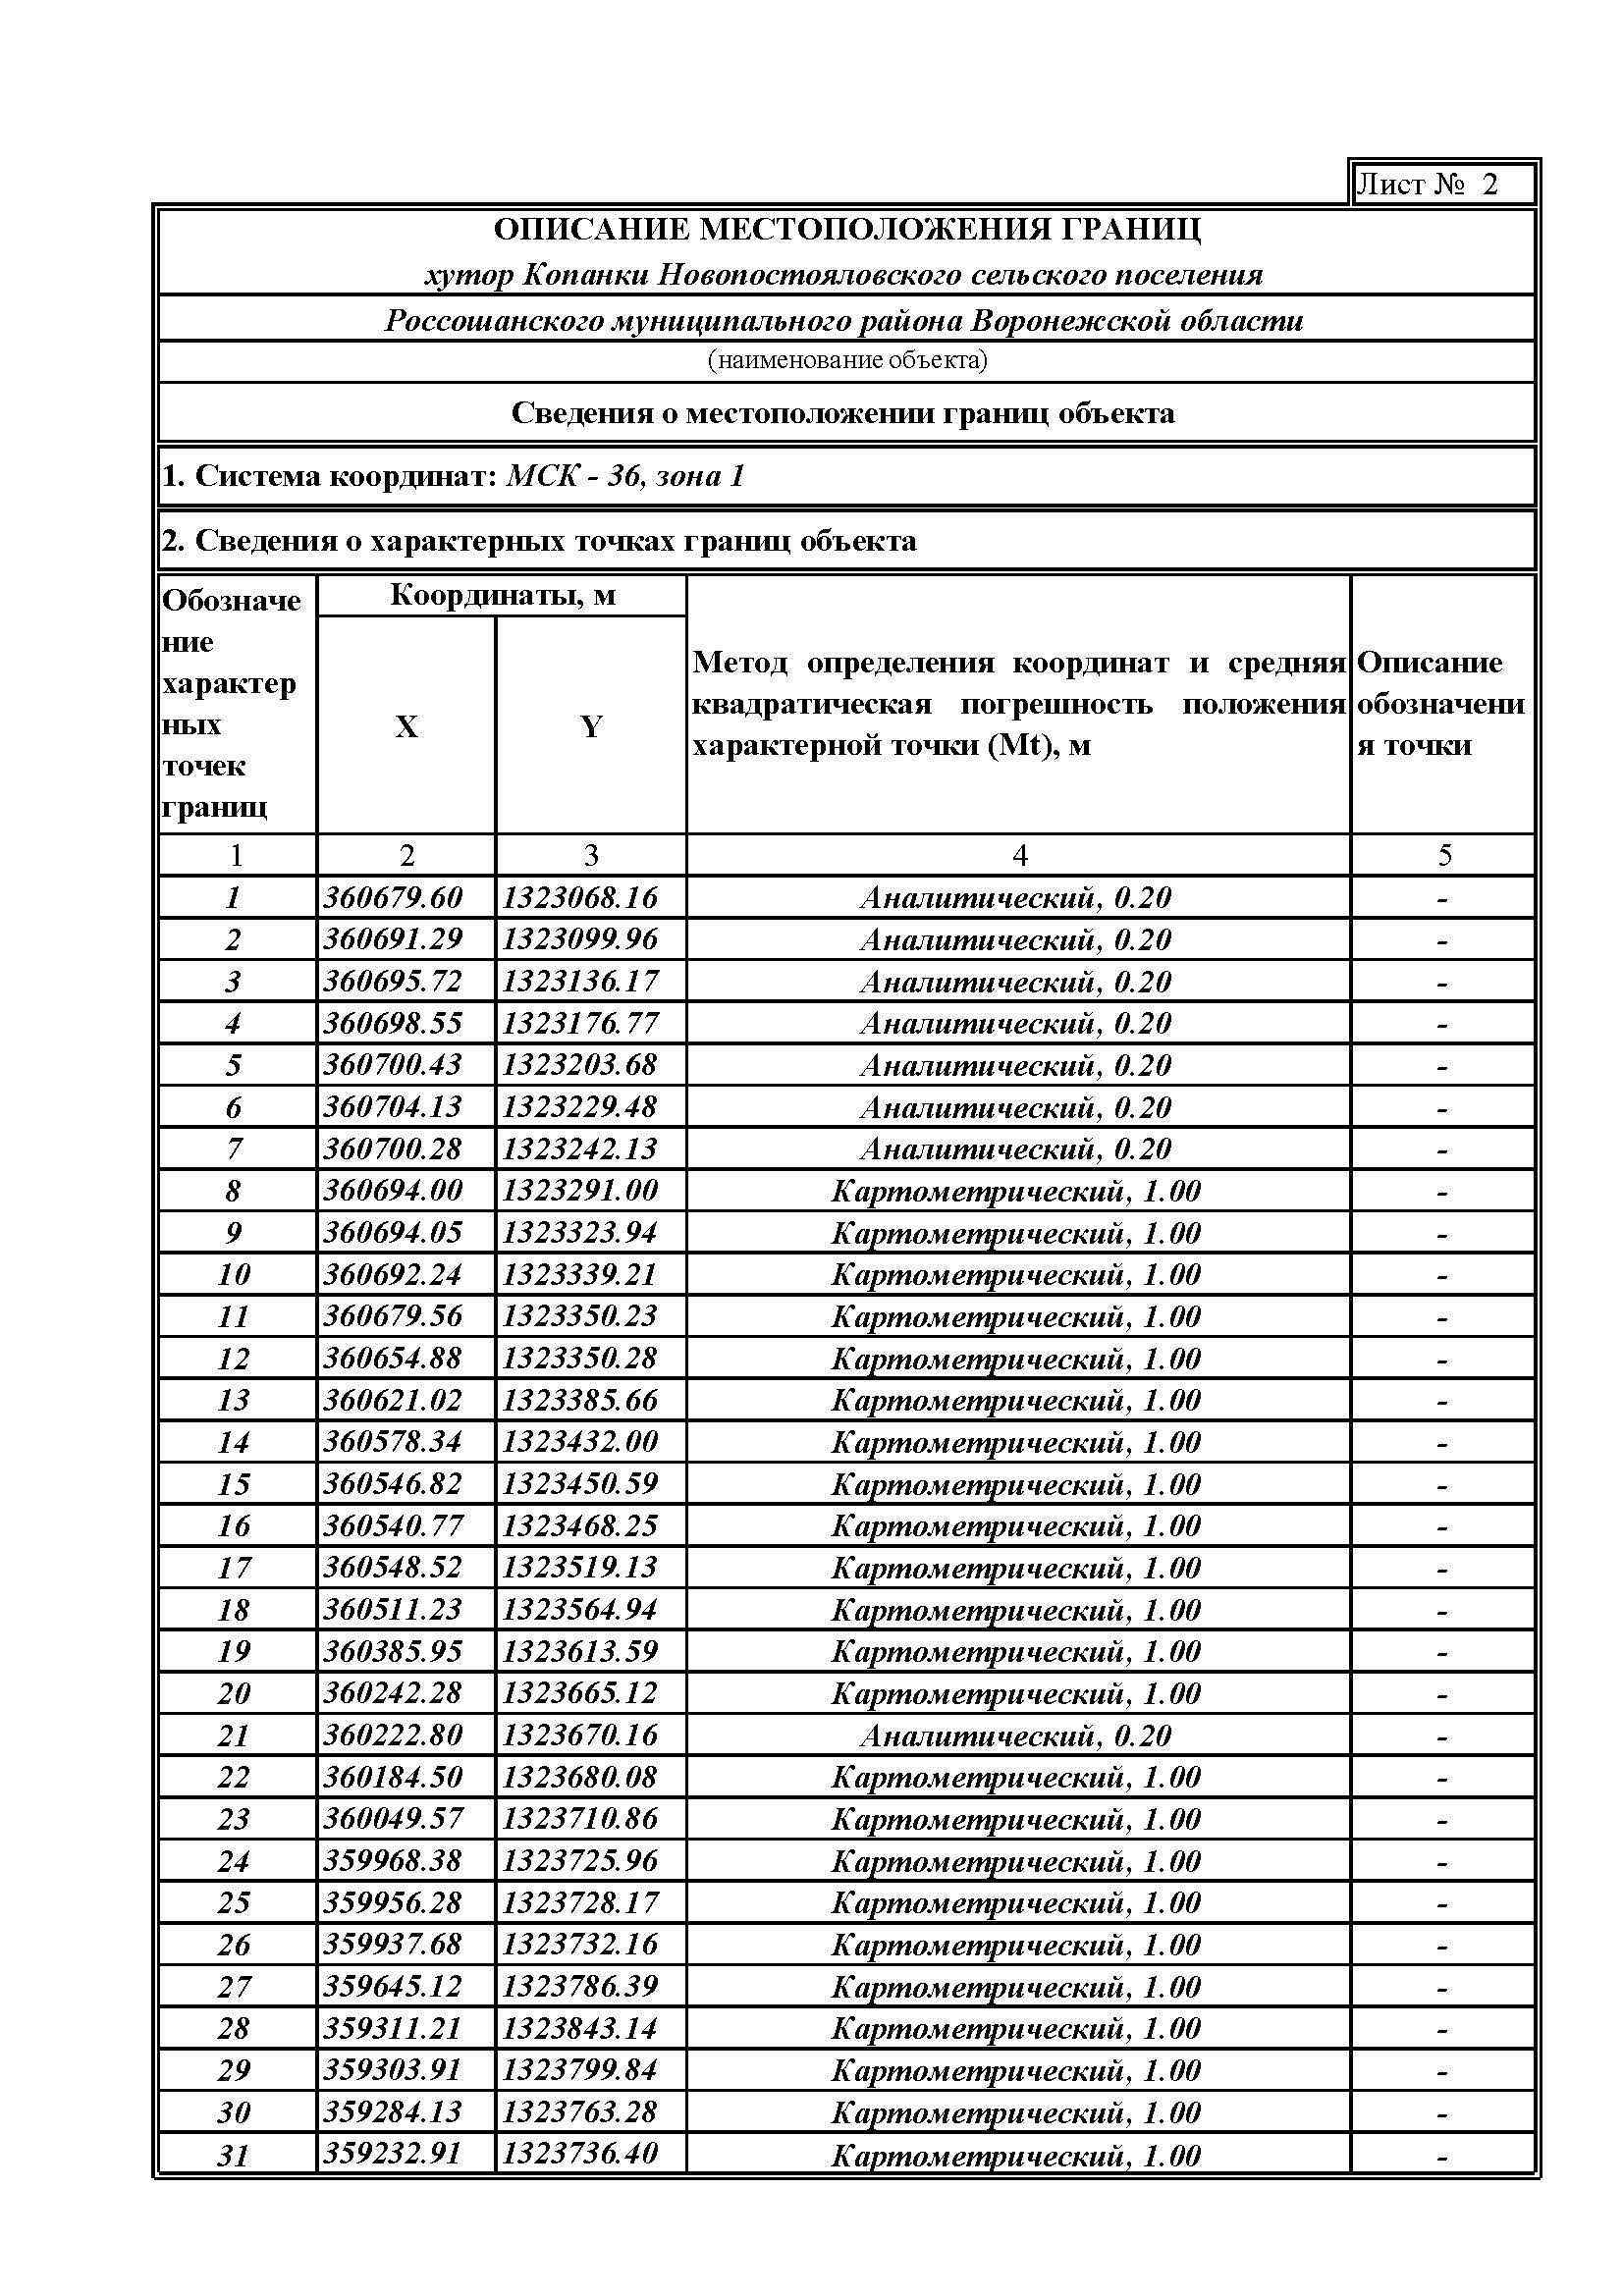 Лист № 2
ОПИСАНИЕ МЕСТОПОЛОЖЕНИЯ ГРАНИЦ
хутор Копанки Новопостояловского сельского поселения
Россошанского муниципального района Воронежской области
(наименование объекта)
Сведения о местоположении границ объекта
1. Система координат: МСК - 36, зона 1
2. Сведения о характерных точках границ объекта
Обозначе
ние
характер
ных
точек
границ
Координаты, м
X
Y
Метод определения координат и средняя
квадратическая погрешность положения
характерной точки (Mt), м
Описание
обозначени
я точки
1 2 3 4 5
1 360679.60 1323068.16 Аналитический, 0.20 -
2 360691.29 1323099.96 Аналитический, 0.20 -
3 360695.72 1323136.17 Аналитический, 0.20 -
4 360698.55 1323176.77 Аналитический, 0.20 -
5 360700.43 1323203.68 Аналитический, 0.20 -
6 360704.13 1323229.48 Аналитический, 0.20 -
7 360700.28 1323242.13 Аналитический, 0.20 -
8 360694.00 1323291.00 Картометрический, 1.00 -
9 360694.05 1323323.94 Картометрический, 1.00 -
10 360692.24 1323339.21 Картометрический, 1.00 -
11 360679.56 1323350.23 Картометрический, 1.00 -
12 360654.88 1323350.28 Картометрический, 1.00 -
13 360621.02 1323385.66 Картометрический, 1.00 -
14 360578.34 1323432.00 Картометрический, 1.00 -
15 360546.82 1323450.59 Картометрический, 1.00 -
16 360540.77 1323468.25 Картометрический, 1.00 -
17 360548.52 1323519.13 Картометрический, 1.00 -
18 360511.23 1323564.94 Картометрический, 1.00 -
19 360385.95 1323613.59 Картометрический, 1.00 -
20 360242.28 1323665.12 Картометрический, 1.00 -
21 360222.80 1323670.16 Аналитический, 0.20 -
22 360184.50 1323680.08 Картометрический, 1.00 -
23 360049.57 1323710.86 Картометрический, 1.00 -
24 359968.38 1323725.96 Картометрический, 1.00 -
25 359956.28 1323728.17 Картометрический, 1.00 -
26 359937.68 1323732.16 Картометрический, 1.00 -
27 359645.12 1323786.39 Картометрический, 1.00 -
28 359311.21 1323843.14 Картометрический, 1.00 -
29 359303.91 1323799.84 Картометрический, 1.00 -
30 359284.13 1323763.28 Картометрический, 1.00 -
31 359232.91 1323736.40 Картометрический, 1.00 -